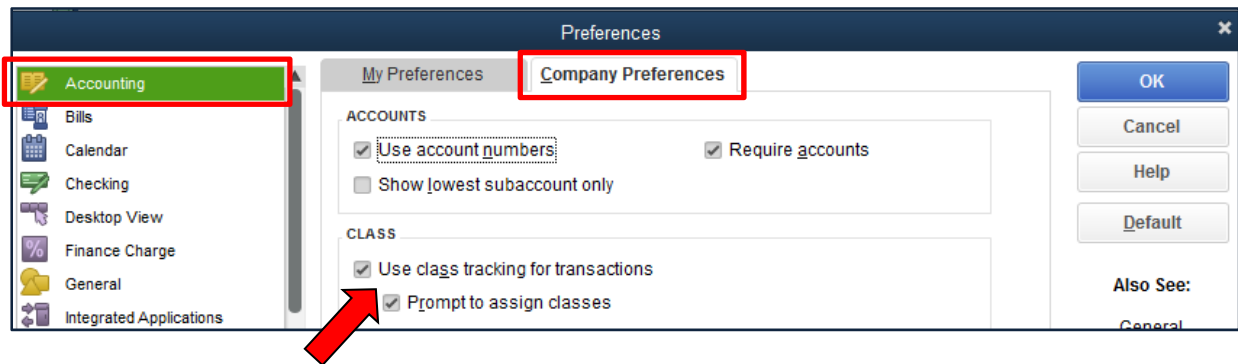 Preferences
Accounting
Bills
Calendar
Checking
Desktop View
Finance Charge
General
Integrated Applications
My Preferences
Company Preferences
ACCOUNTS
Use account numbers
Require accounts
Show lowest subaccount only
CLASS
Use class tracking for transactions
Prompt to assign classes
OK
Cancel
Help
Default
Also See:
General